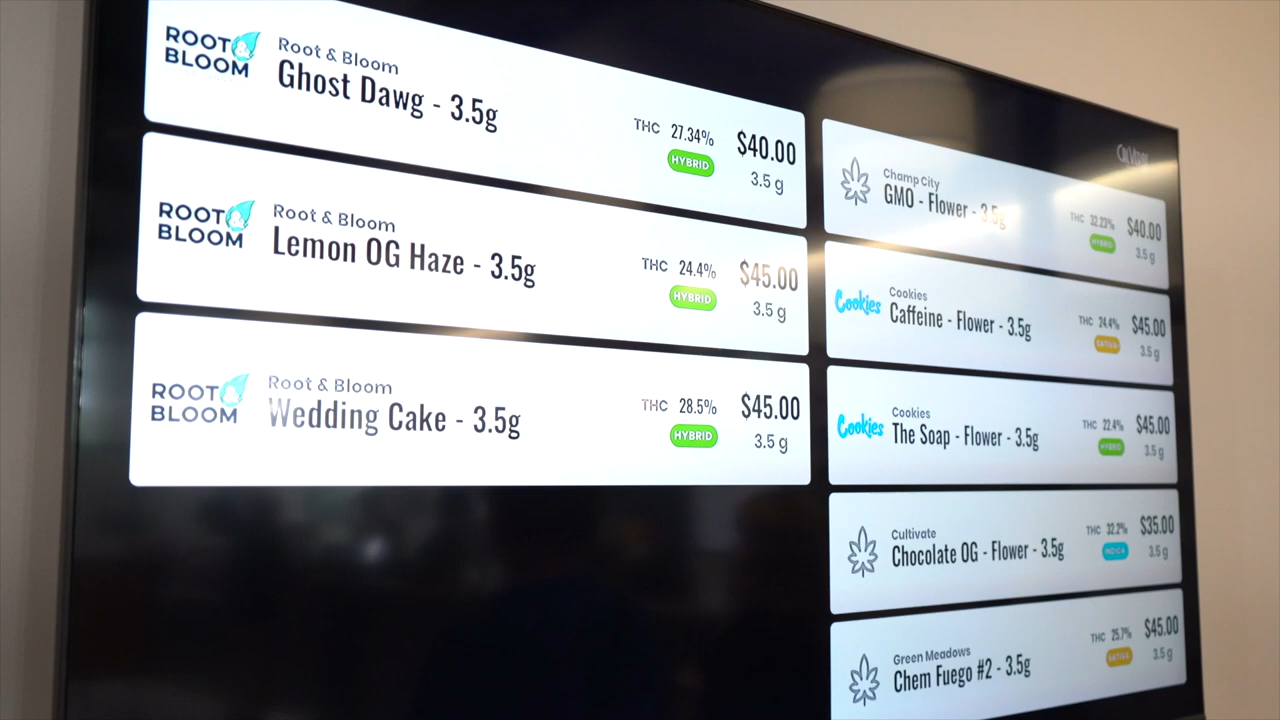 ROOT &
BLOOM
Root & Bloom
Ghost Dawg - 3.5g
THC 27.34%
HYBRID
$40.00
3.5 g
ROOT &
BLOOM
Root & Bloom
Lemon OG Haze - 3.5g
THC 24.4%
HYBRID
$45.00
3.5 g
ROOT &
BLOOM
Root & Bloom
Wedding Cake - 3.5g
THC 28.5%
HYBRID
$45.00
3.5 g
Champ City
GMO - Flower - 3.5g
THC 32.23%
HYBRID
$40.00
3.5 g
Cookies
Cookies
Caffeine - Flower - 3.5g
THC 24.4%
SATIVA
$45.00
3.5 g
Cookies
Cookies
The Soap - Flower - 3.5g
THC 22.4%
HYBRID
$45.00
3.5 g
Cultivate
Chocolate OG - Flower - 3.5g
THC 32.2%
INDICA
$35.00
3.5 g
Green Meadows
Chem Fuego #2 - 3.5g
THC 25.7%
SATIVA
$45.00
3.5 g